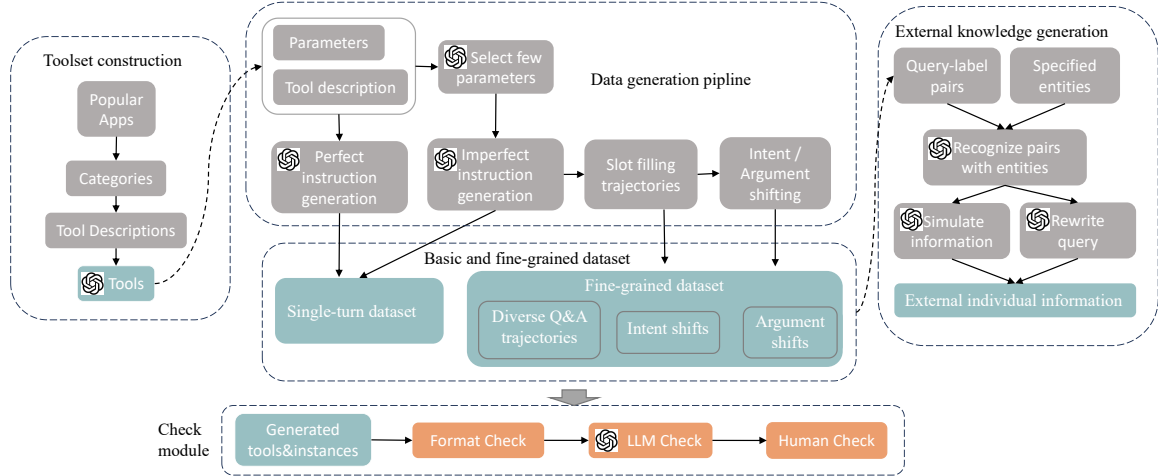 Toolset construction
Popular
Apps
Categories
Tool Descriptions
Tools
Parameters
Tool description
Select few
parameters
Data generation pipline
Perfect
instruction
generation
Imperfect
instruction
generation
Slot filling
trajectories
Intent /
Argument
shifting
Basic and fine-grained dataset
Single-turn dataset
Fine-grained dataset
Diverse Q&A
trajectories
Intent shifts
Argument
shifts
External knowledge generation
Query-label
pairs
Specified
entities
Recognize pairs
with entities
Simulate
information
Rewrite
query
External individual information
Check
module
Generated
tools&instances
Format Check
LLM Check
Human Check